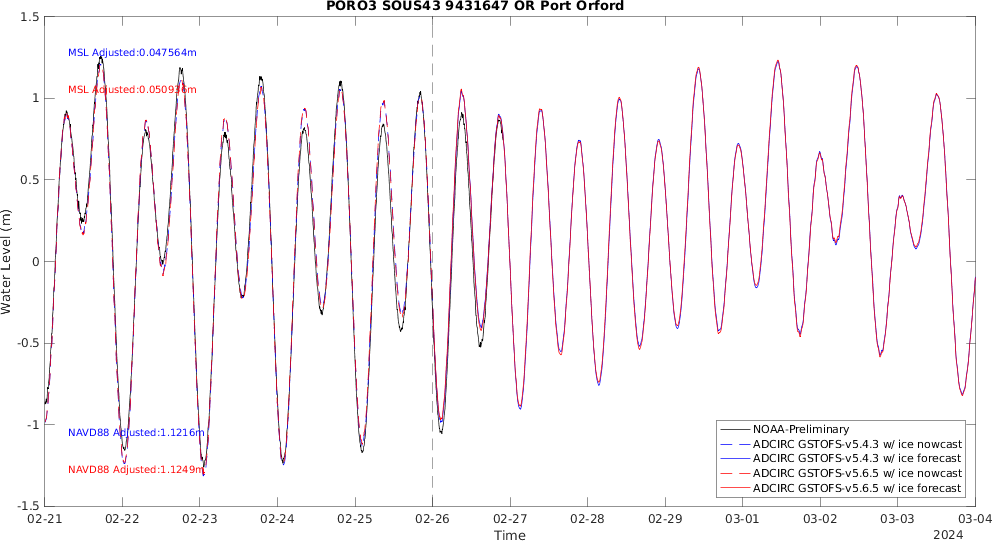 PORO3 SOUS43 9431647 OR Port Orford
Water Level (m)
1.5
1
0.5
0
-0.5
-1
-1.5
MSL Adjusted:0.047564m
MSL Adjusted:0.050936m
NAVD88 Adjusted:1.1216m
NAVD88 Adjusted:1.1249m
NOAA-Preliminary
ADCIRC GSTOFS-v5.4.3 w/ ice nowcast
ADCIRC GSTOFS-v5.4.3 w/ ice forecast
ADCIRC GSTOFS-v5.6.5 w/ ice nowcast
ADCIRC GSTOFS-v5.6.5 w/ ice forecast
02-21 02-22 02-23 02-24 02-25 02-26 02-27 02-28 02-29 03-01 03-02 03-03 03-04
Time
2024